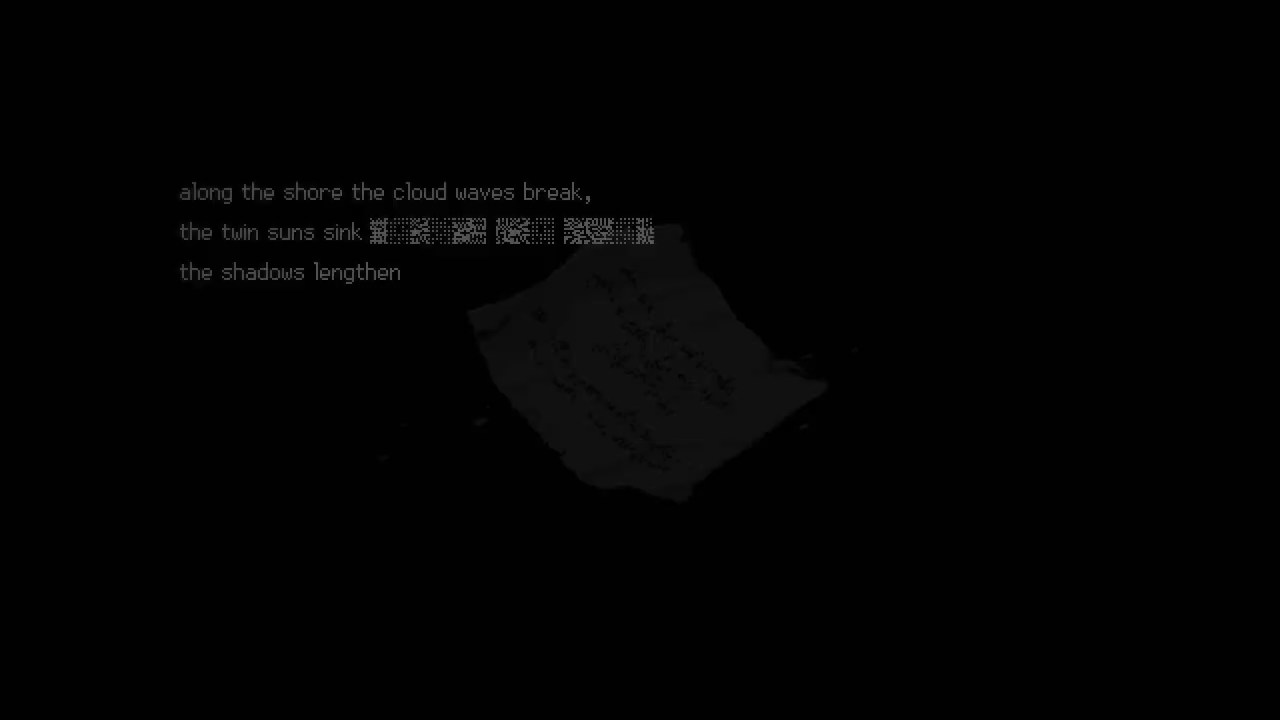 along the shore the cloud waves break,
the twin suns sink
the shadows lengthen